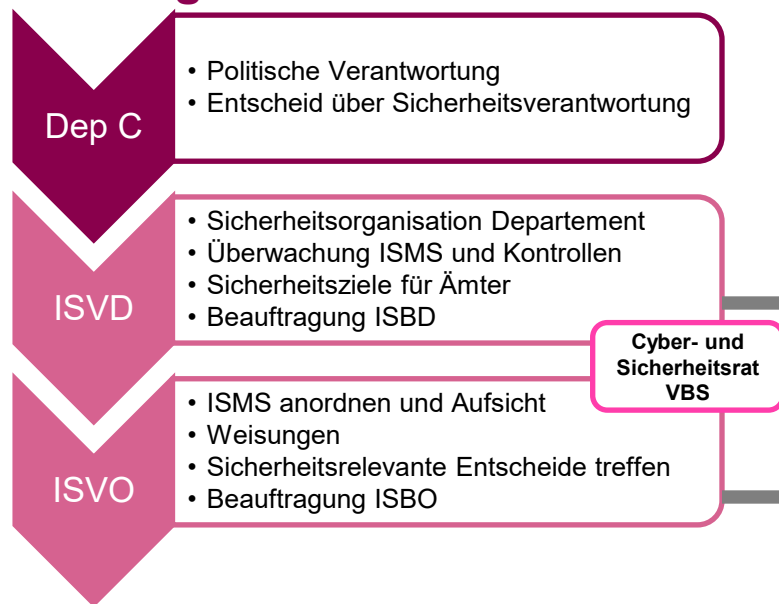 Dep C
• Politische Verantwortung
• Entscheid über Sicherheitsverantwortung
ISVD
• Sicherheitsorganisation Departement
• Überwachung ISMS und Kontrollen
• Sicherheitsziele für Ämter
• Beauftragung ISBD
Cyber- und
Sicherheitsrat
VBS
ISVO
• ISMS anordnen und Aufsicht
• Weisungen
• Sicherheitsrelevante Entscheide treffen
• Beauftragung ISBO